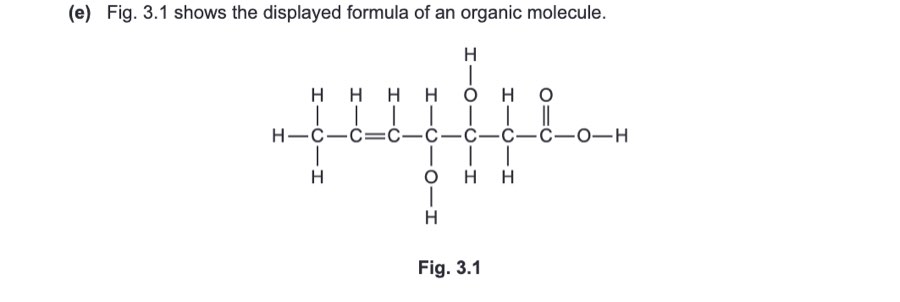 (e) Fig. 3.1 shows the displayed formula of an organic molecule.
H
H H H H O H O
H—C—C=C—C—C—C—C—O—H
H O H H
H
Fig. 3.1